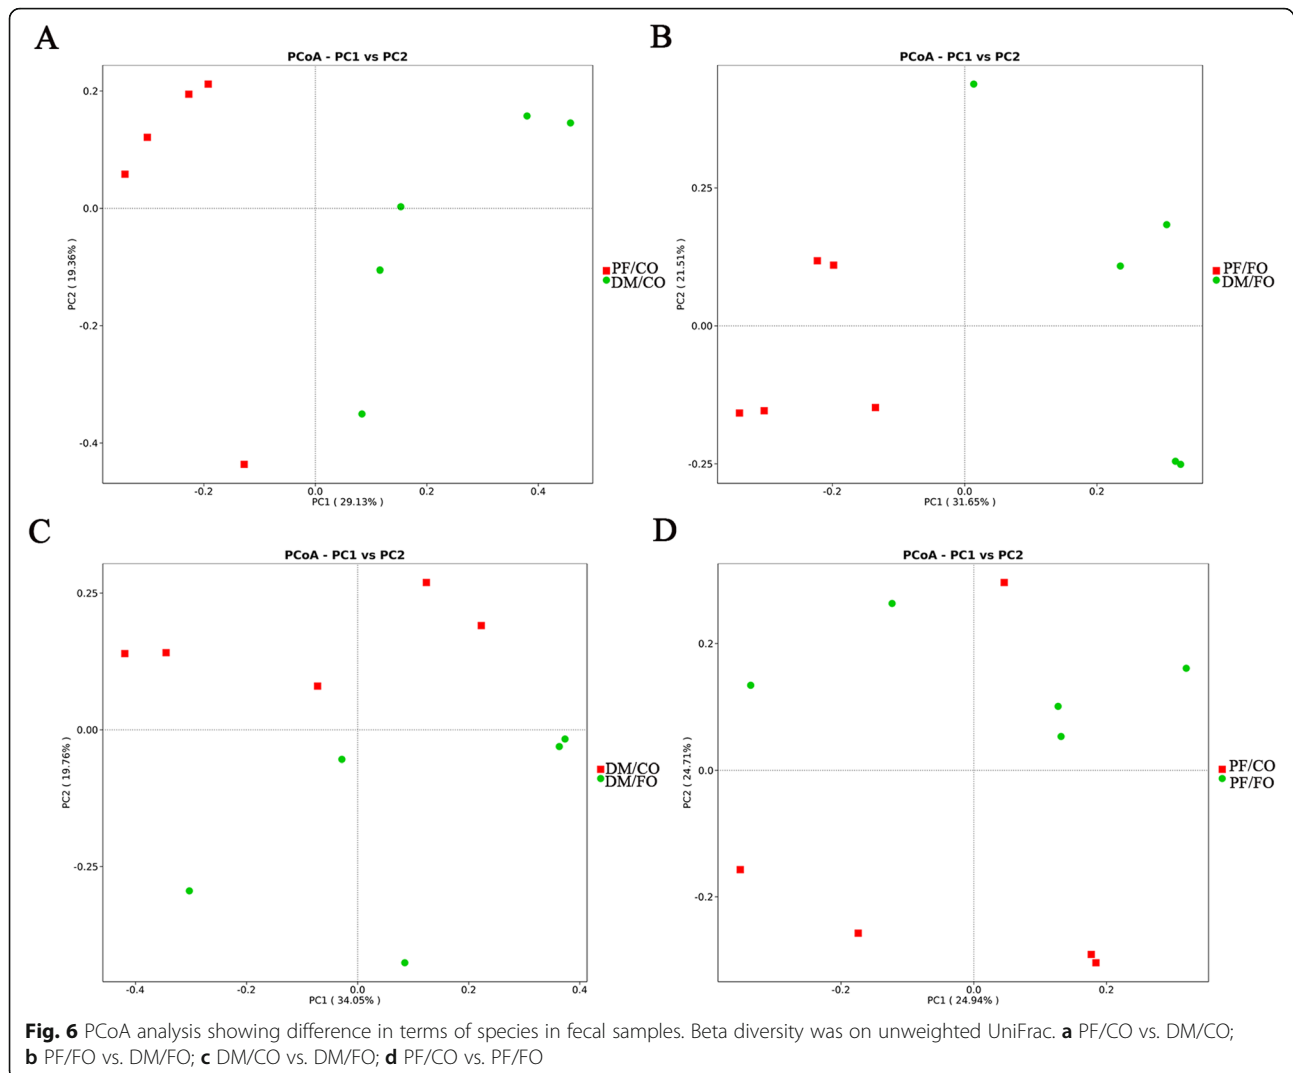 A
PCoA - PC1 vs PC2
0.2
0.0
-0.2
-0.4
PC2 ( 19.36% )
-0.2
0.0
0.2
0.4
PC1 ( 29.13% )
PF/CO
DM/CO
B
PCoA - PC1 vs PC2
0.25
0.00
-0.25
PC2 ( 21.51% )
-0.2
0.0
0.2
PC1 ( 31.65% )
PF/FO
DM/FO
C
PCoA - PC1 vs PC2
0.25
0.00
-0.25
PC2 ( 19.76% )
-0.4
-0.2
0.0
0.2
0.4
PC1 ( 34.05% )
DM/CO
DM/FO
D
PCoA - PC1 vs PC2
0.2
0.0
-0.2
PC2 ( 24.71% )
-0.2
0.0
0.2
PC1 ( 24.94% )
PF/CO
PF/FO
Fig. 6 PCoA analysis showing difference in terms of species in fecal samples. Beta diversity was on unweighted UniFrac. a PF/CO vs. DM/CO;
b PF/FO vs. DM/FO; c DM/CO vs. DM/FO; d PF/CO vs. PF/FO